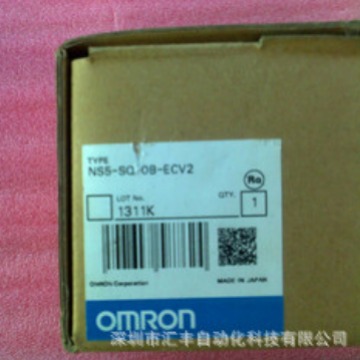 TYPE
NS5-SQ10B-ECV2
LOT No.
QTY.
1311K
1
OMRON Corporation
MADE IN JAPAN
OMRON
深圳市汇丰自动化科技有限公司